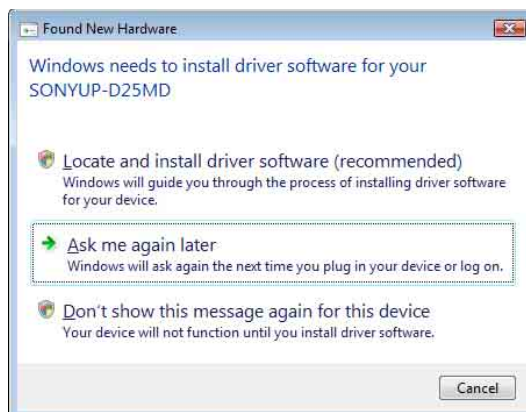 Found New Hardware
Windows needs to install driver software for your
SONYUP-D25MD
Locate and install driver software (recommended)
Windows will guide you through the process of installing driver software
for your device.
Ask me again later
Windows will ask again the next time you plug in your device or log on.
Don't show this message again for this device
Your device will not function until you install driver software.
Cancel